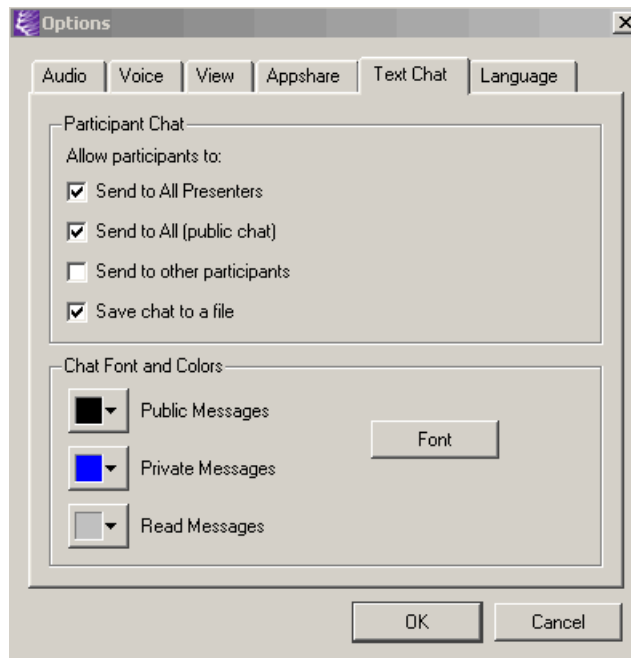 Options
Audio Voice View Appshare Text Chat Language
Participant Chat
Allow participants to:
Send to All Presenters
Send to All (public chat)
Send to other participants
Save chat to a file
Chat Font and Colors
Public Messages
Font
Private Messages
Read Messages
OK Cancel